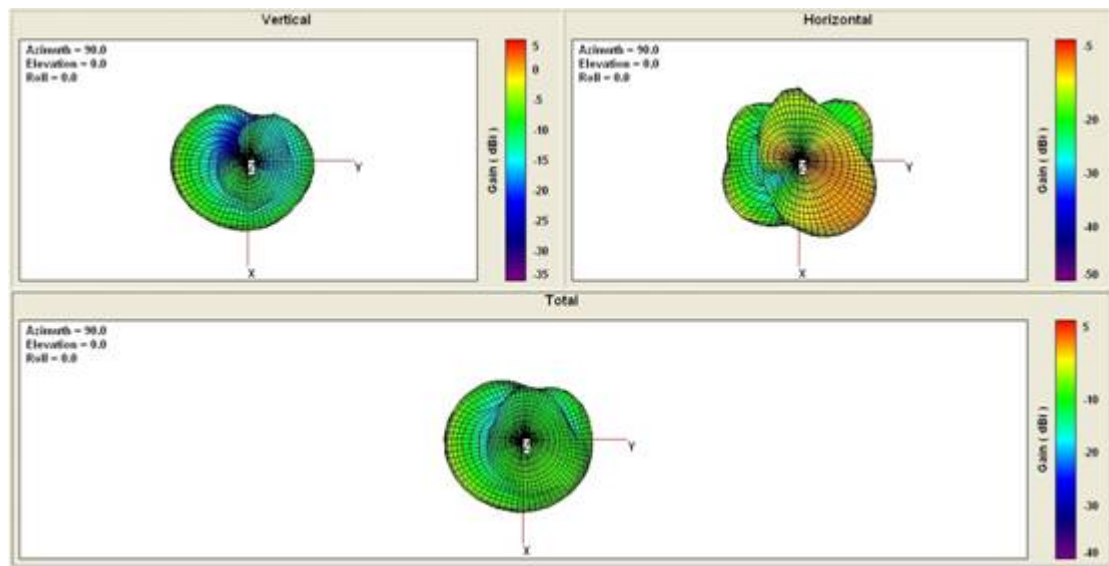 Vertical
Azimuth = 90.0
Elevation = 0.0
Roll = 0.0
Y
X
5
0
-5
-10
-15
-20
-25
-30
-35
Gain ( dBi )
Horizontal
Azimuth = 90.0
Elevation = 0.0
Roll = 0.0
Y
X
-5
-20
-30
-40
-50
Gain ( dBi )
Total
Azimuth = 90.0
Elevation = 0.0
Roll = 0.0
Y
X
5
-10
-20
-30
-40
Gain ( dBi )